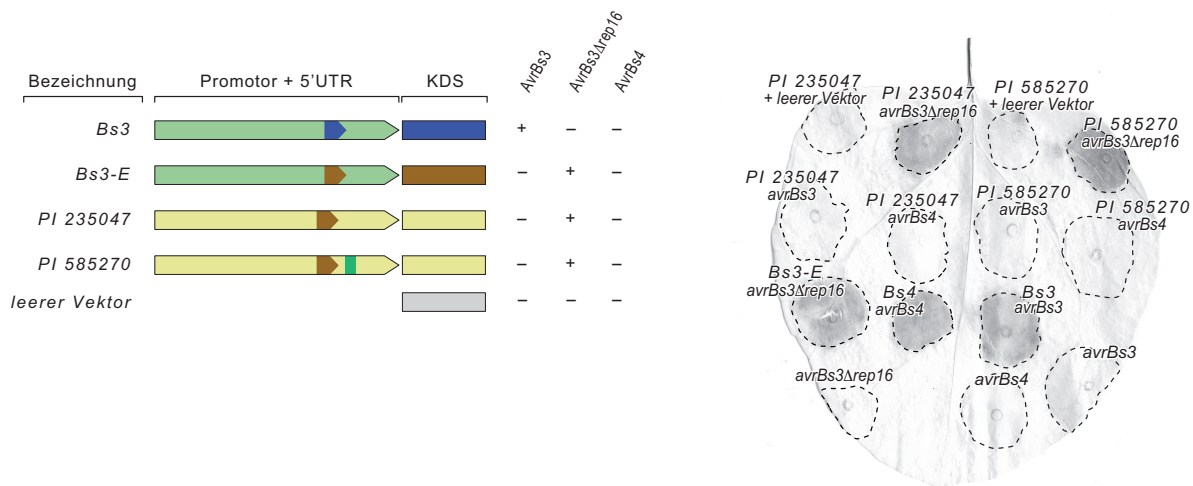 Bezeichnung
Promotor + 5'UTR
KDS
AvrBs3
AvrBs3Δrep16
AvrBs4
Bs3
+ – –
Bs3-E
– + –
PI 235047
– + –
PI 585270
– + –
leerer Vektor
– – –
PI 235047
+ leerer Vektor
PI 235047
avrBs3Δrep16
PI 585270
+ leerer Vektor
PI 585270
avrBs3Δrep16
PI 235047
avrBs3
PI 235047
avrBs4
PI 585270
avrBs3
PI 585270
avrBs4
Bs3-E
avrBs3Δrep16
Bs4
avrBs4
Bs3
avrBs3
avrBs3Δrep16
avrBs4
avrBs3